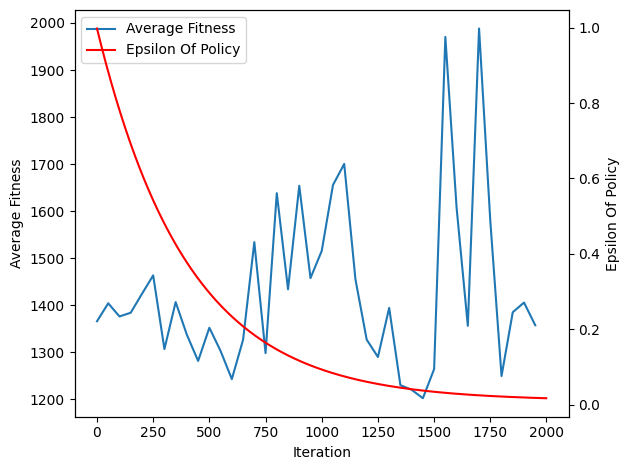 Average Fitness
Epsilon Of Policy
2000
1900
1800
1700
1600
1500
1400
1300
1200
Average Fitness
1.0
0.8
0.6
0.4
0.2
0.0
Epsilon Of Policy
0 250 500 750 1000 1250 1500 1750 2000
Iteration